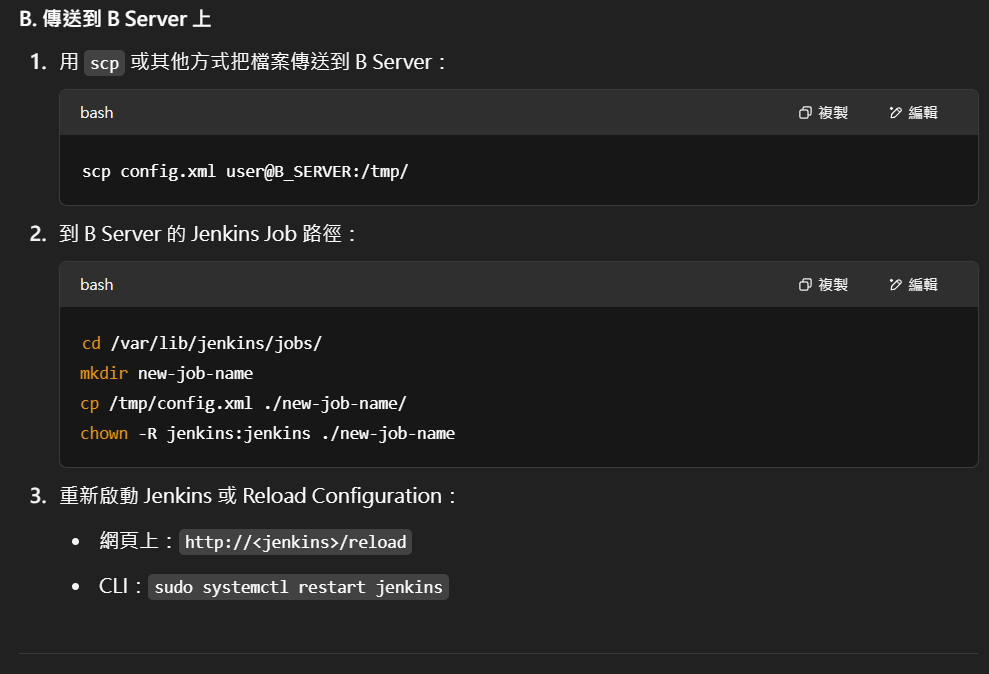 B. 傳送到 B Server 上
1. 用 scp 或其他方式把檔案傳送到 B Server：
bash 複製 編輯
scp config.xml user@B_SERVER:/tmp/
2. 到 B Server 的 Jenkins Job 路徑：
bash 複製 編輯
cd /var/lib/jenkins/jobs/
mkdir new-job-name
cp /tmp/config.xml ./new-job-name/
chown -R jenkins:jenkins ./new-job-name
3. 重新啟動 Jenkins 或 Reload Configuration：
• 網頁上：http://<jenkins>/reload
• CLI：sudo systemctl restart jenkins